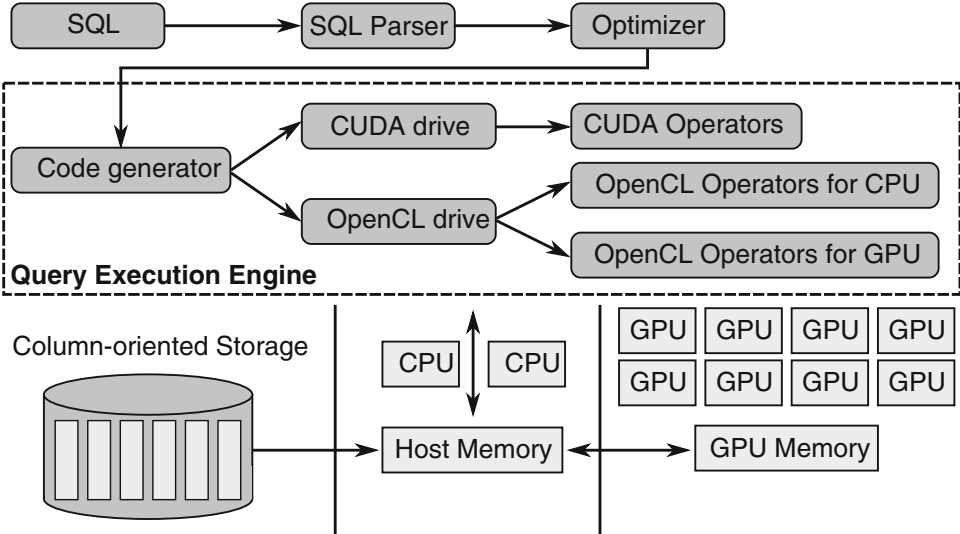 SQL
SQL Parser
Optimizer
CUDA drive
CUDA Operators
Code generator
OpenCL Operators for CPU
OpenCL drive
OpenCL Operators for GPU
Query Execution Engine
Column-oriented Storage
CPU
CPU
GPU
GPU
GPU
GPU
GPU
GPU
GPU
GPU
Host Memory
GPU Memory